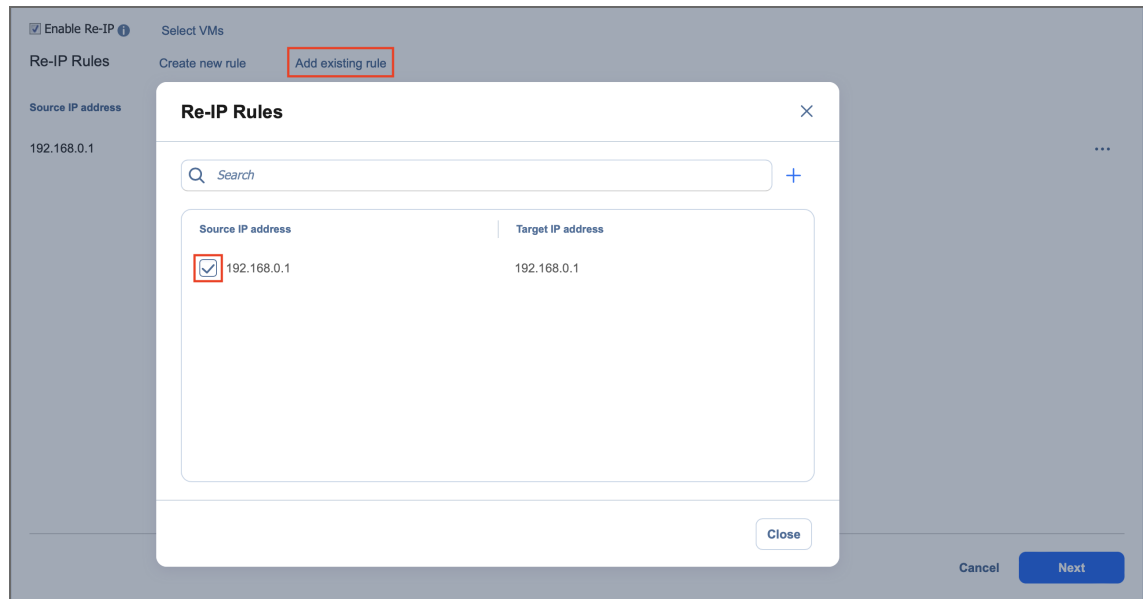 Enable Re-IP Select VMs
Re-IP Rules Create new rule Add existing rule
Source IP address
192.168.0.1
Re-IP Rules
Search
Source IP address Target IP address
192.168.0.1 192.168.0.1
Close
Cancel Next